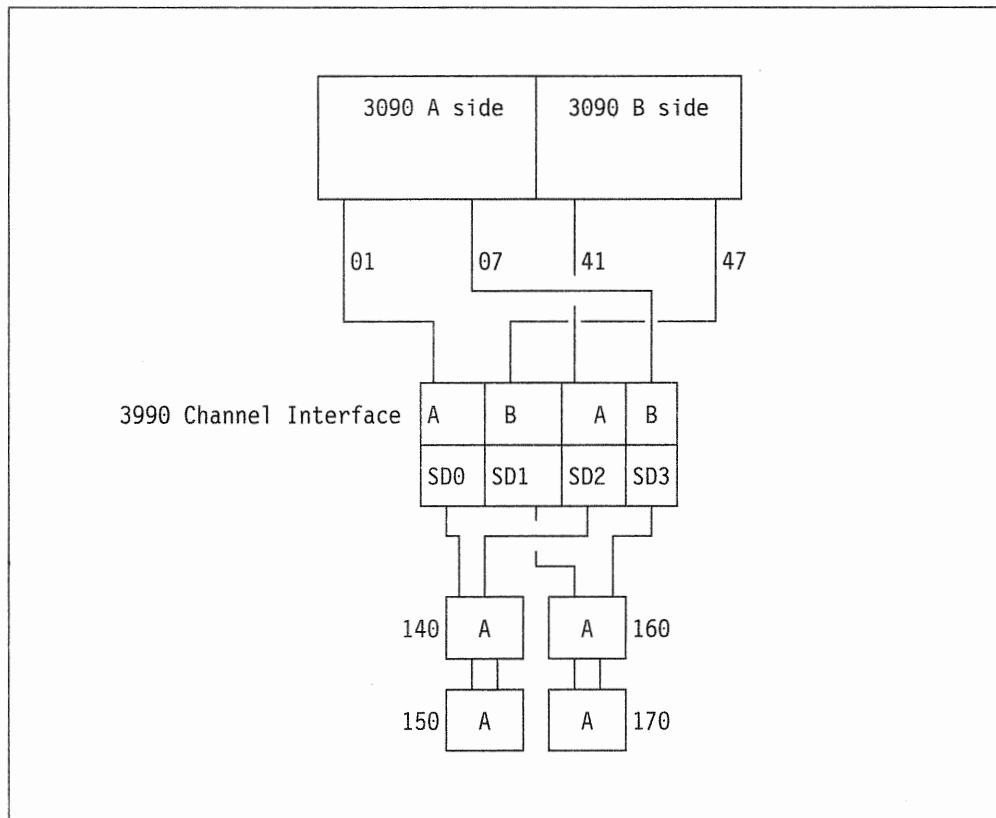 3090 A side 3090 B side
01 07 41 47
3990 Channel Interface A B A B
SD0 SD1 SD2 SD3
140 A A 160
150 A A 170